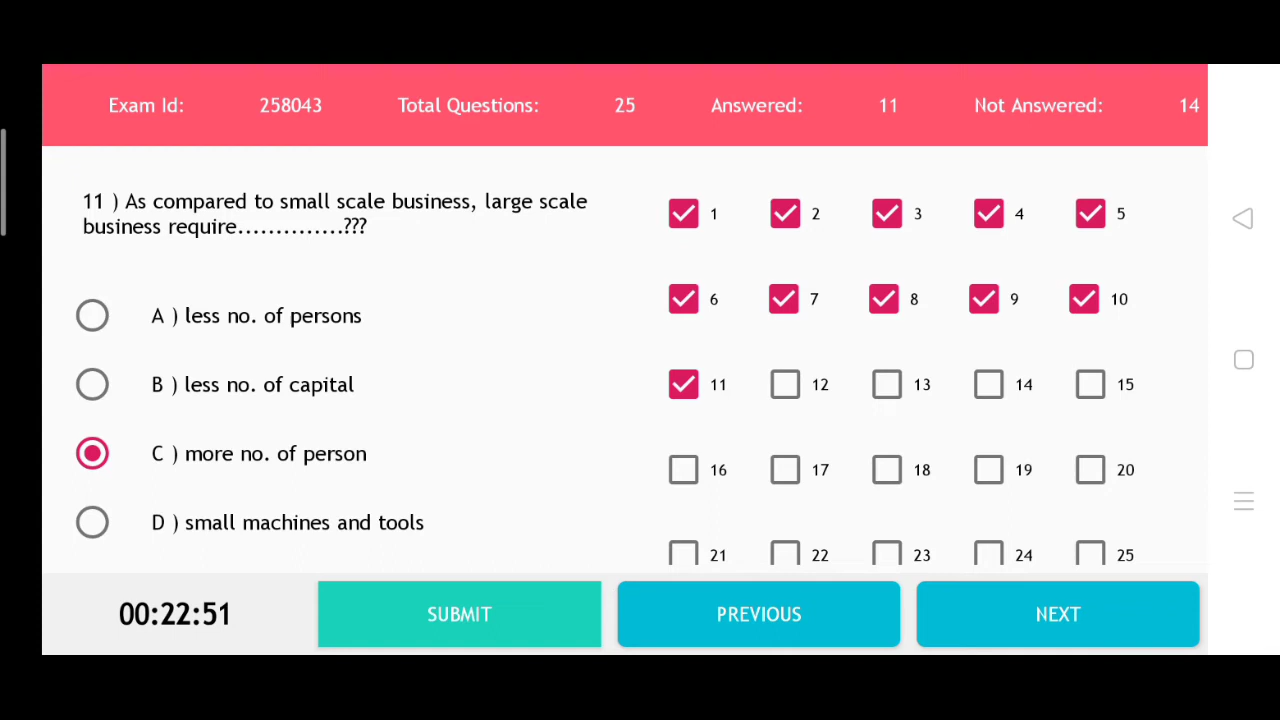 Exam Id: 258043 Total Questions: 25 Answered: 11 Not Answered: 14
11 ) As compared to small scale business, large scale
business require..............???
A ) less no. of persons
B ) less no. of capital
C ) more no. of person
D ) small machines and tools
1 2 3 4 5
6 7 8 9 10
11 12 13 14 15
16 17 18 19 20
21 22 23 24 25
00:22:51 SUBMIT PREVIOUS NEXT